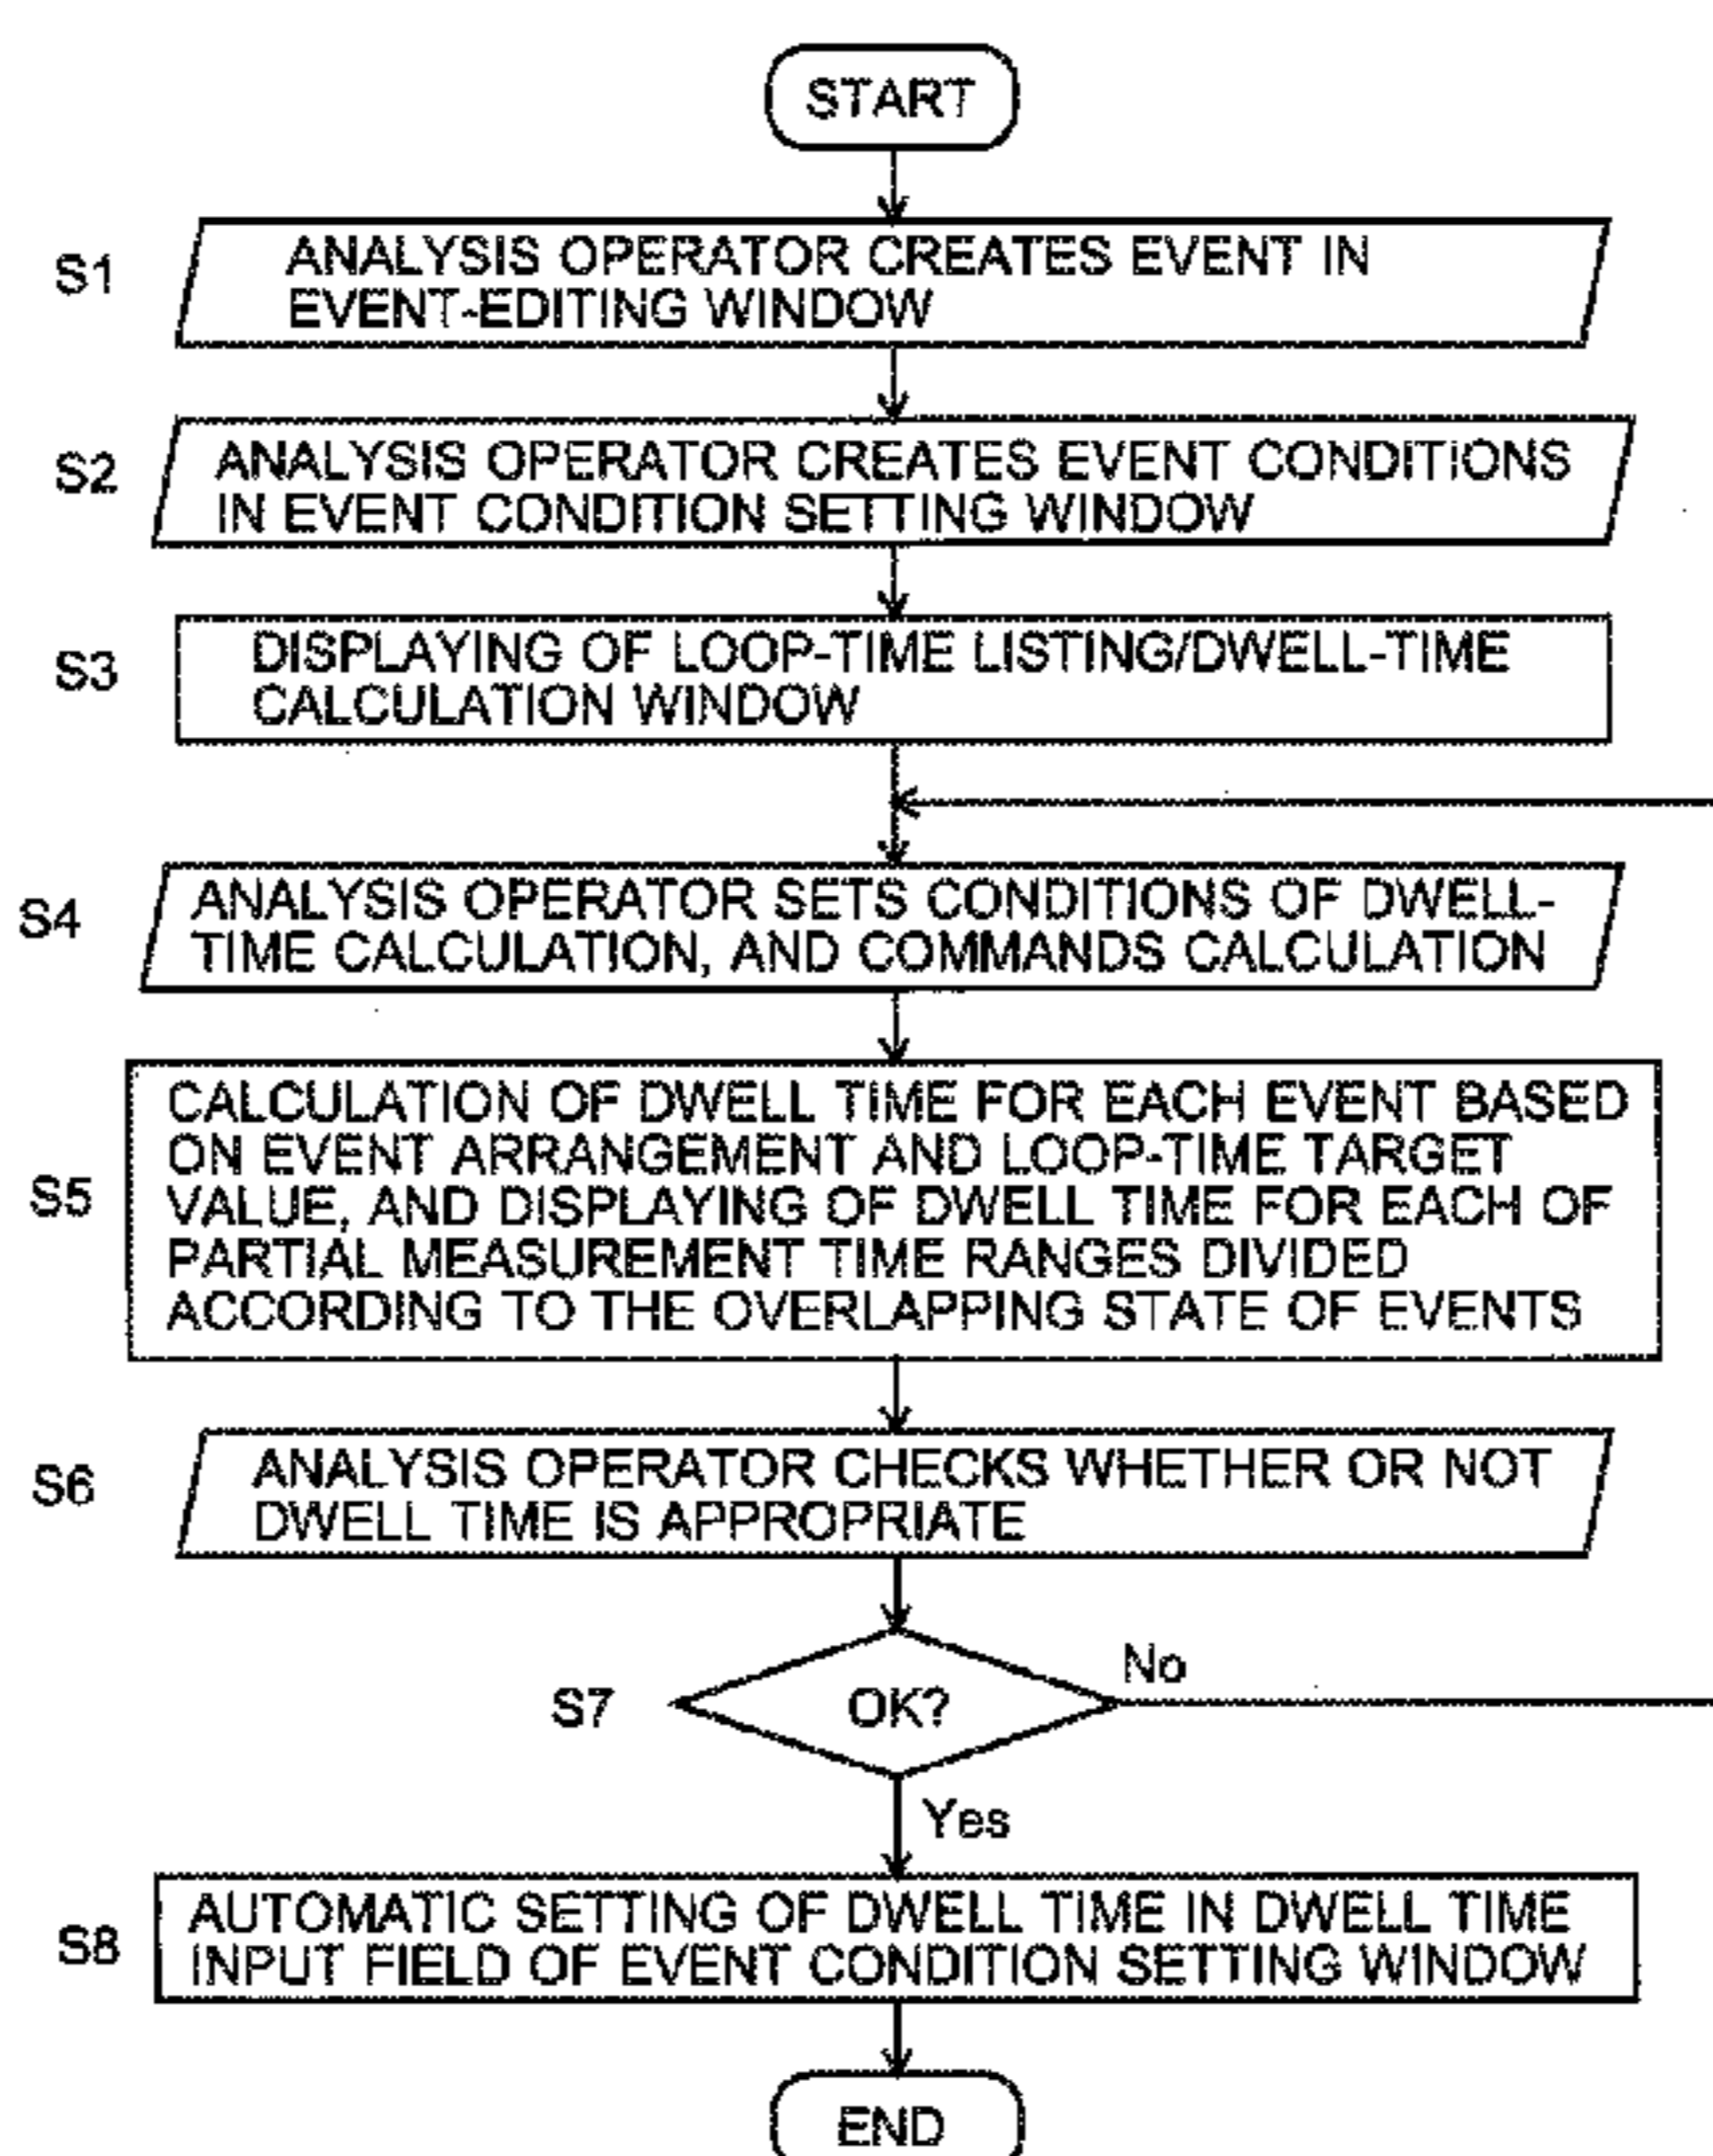 START
S1
ANALYSIS OPERATOR CREATES EVENT IN
EVENT-EDITING WINDOW
S2
ANALYSIS OPERATOR CREATES EVENT CONDITIONS
IN EVENT CONDITION SETTING WINDOW
S3
DISPLAYING OF LOOP-TIME LISTING/DWELL-TIME
CALCULATION WINDOW
S4
ANALYSIS OPERATOR SETS CONDITIONS OF DWELL-
TIME CALCULATION, AND COMMANDS CALCULATION
S5
CALCULATION OF DWELL TIME FOR EACH EVENT BASED
ON EVENT ARRANGEMENT AND LOOP-TIME TARGET
VALUE, AND DISPLAYING OF DWELL TIME FOR EACH OF
PARTIAL MEASUREMENT TIME RANGES DIVIDED
ACCORDING TO THE OVERLAPPING STATE OF EVENTS
S6
ANALYSIS OPERATOR CHECKS WHETHER OR NOT
DWELL TIME IS APPROPRIATE
S7
OK?
No
Yes
S8
AUTOMATIC SETTING OF DWELL TIME IN DWELL TIME
INPUT FIELD OF EVENT CONDITION SETTING WINDOW
END